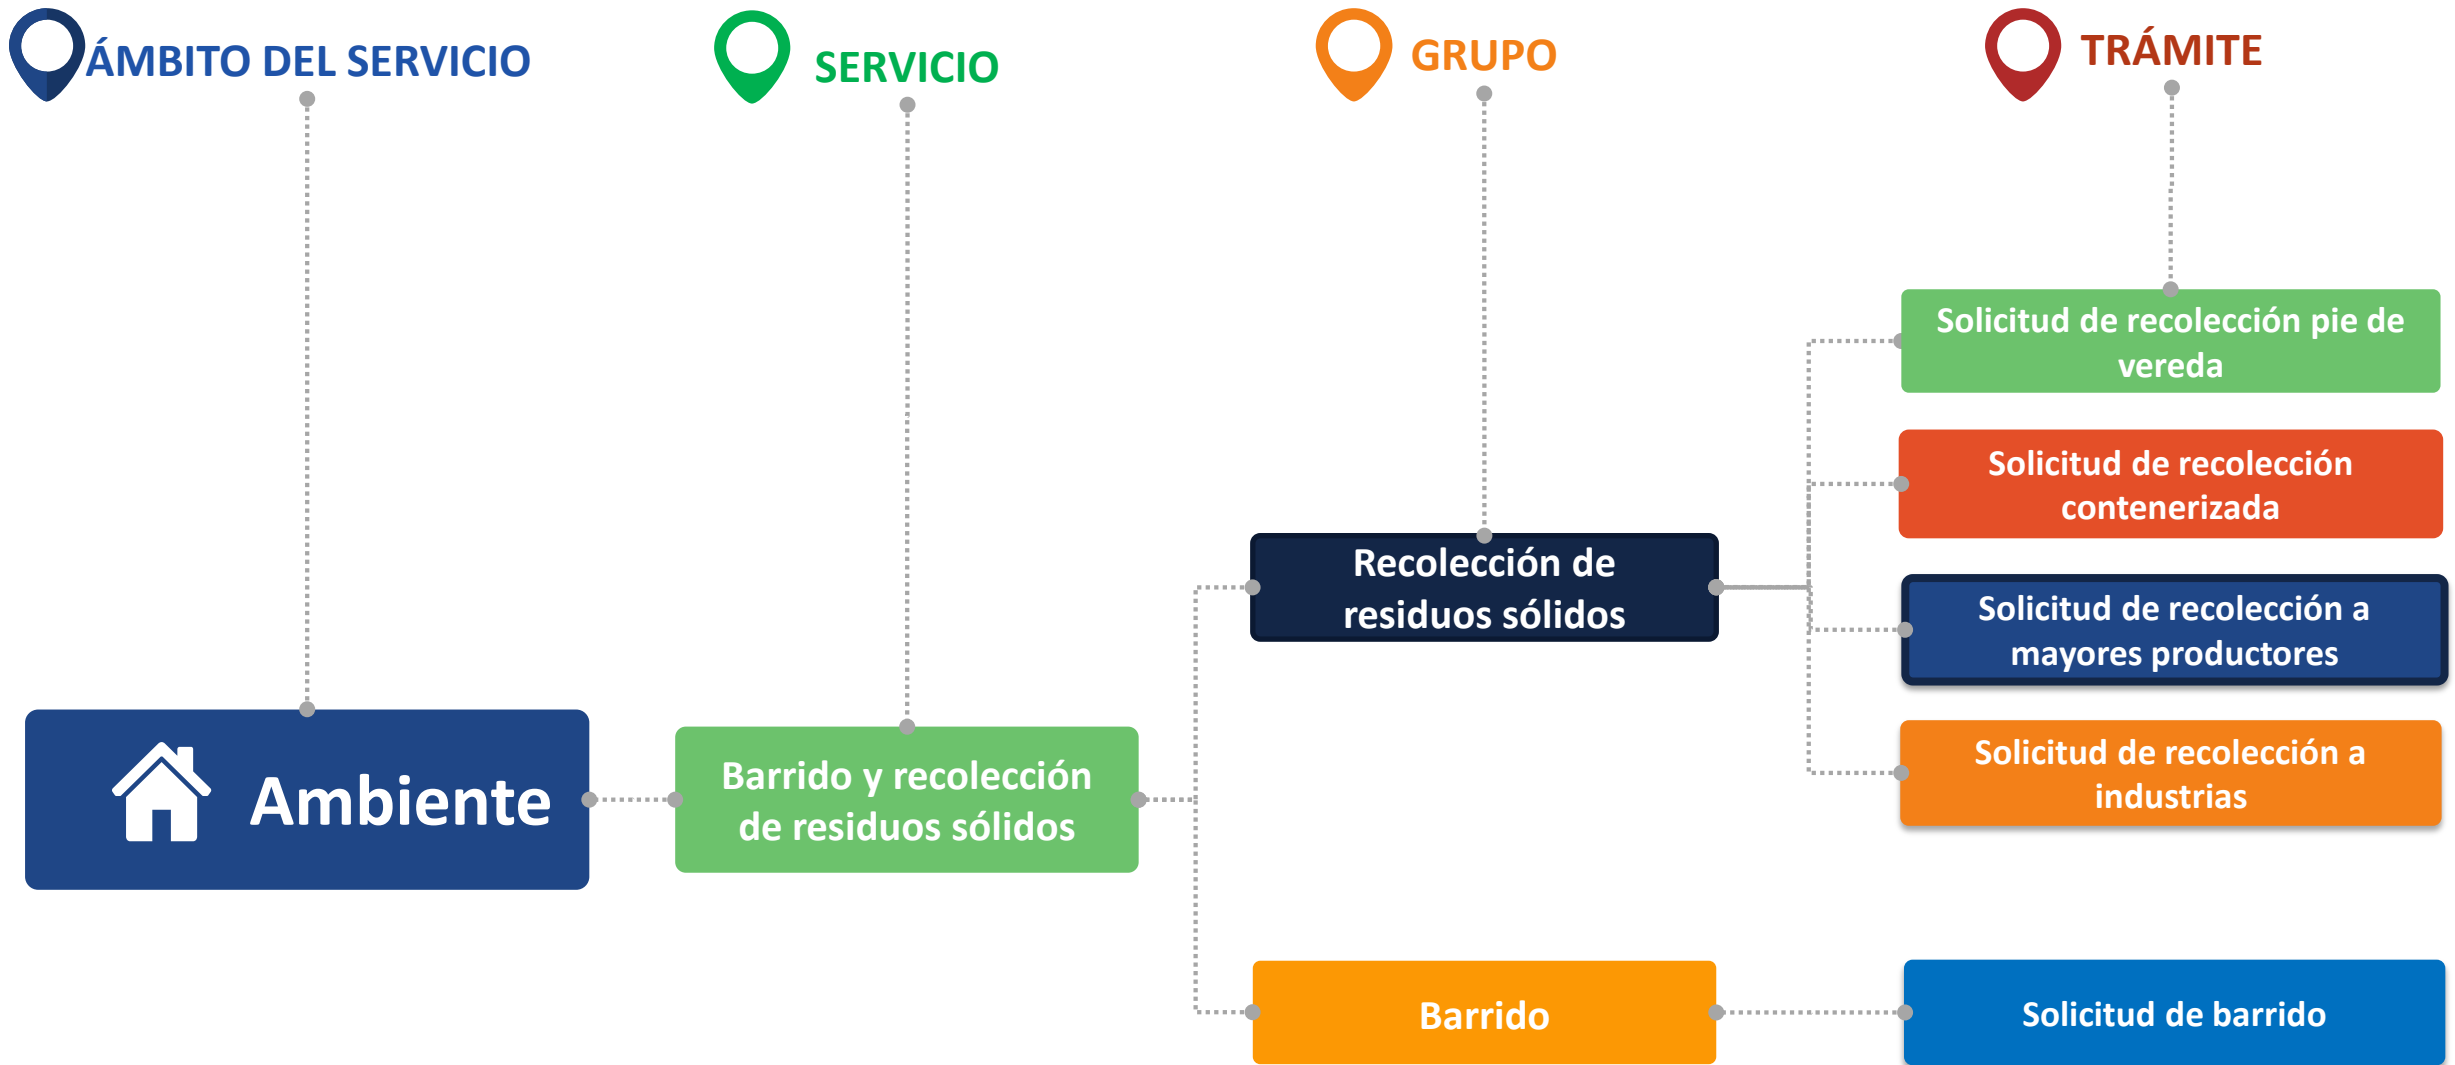 ÁMBITO DEL SERVICIO
SERVICIO
GRUPO
TRÁMITE
Solicitud de recolección pie de
vereda
Solicitud de recolección
contenerizada
Recolección de
residuos sólidos
Solicitud de recolección a
mayores productores
Solicitud de recolección a
industrias
Ambiente
Barrido y recolección
de residuos sólidos
Barrido
Solicitud de barrido